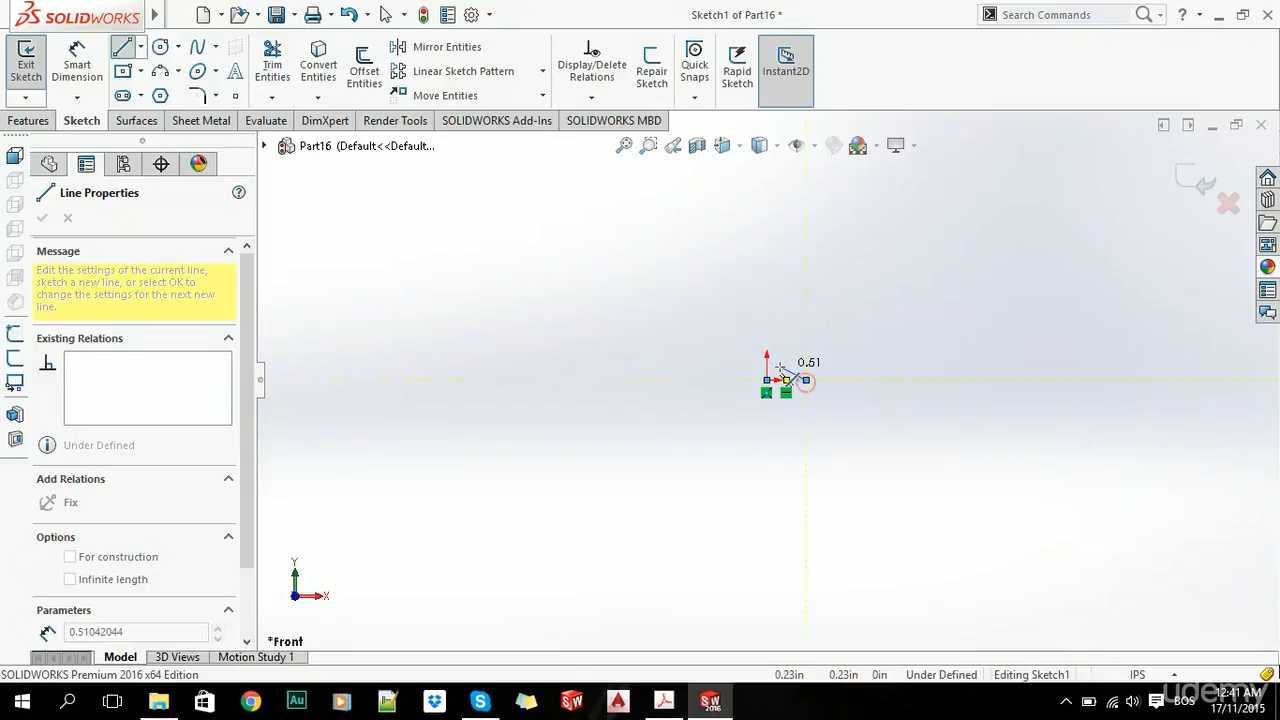 SOLIDWORKS
Sketch1 of Part16 *
Search Commands
?
Exit Sketch
Smart Dimension
Trim Entities
Convert Entities
Offset Entities
Mirror Entities
Linear Sketch Pattern
Move Entities
Display/Delete Relations
Repair Sketch
Quick Snaps
Rapid Sketch
Instant2D
Features
Sketch
Surfaces
Sheet Metal
Evaluate
DimXpert
Render Tools
SOLIDWORKS Add-Ins
SOLIDWORKS MBD
Part16 (Default<<Default...
Line Properties
?
Message
Edit the settings of the current line,
sketch a new line, or select OK to
change the settings for the next new
line.
Existing Relations
Under Defined
Add Relations
Fix
Options
For construction
Infinite length
Parameters
0.51042044
0.51
Y
X
*Front
Model
3D Views
Motion Study 1
SOLIDWORKS Premium 2016 x64 Edition
0.23in
0.23in
0in
Under Defined
Editing Sketch1
IPS
Au
SW
SW 2016
BOS
12:41 AM
17/11/2015
udemy